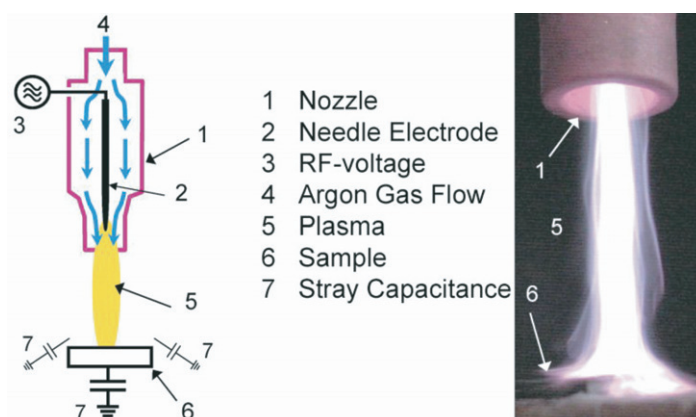 4
3
1
2
5
7
7
6
7
1 Nozzle
2 Needle Electrode
3 RF-voltage
4 Argon Gas Flow
5 Plasma
6 Sample
7 Stray Capacitance
1
5
6